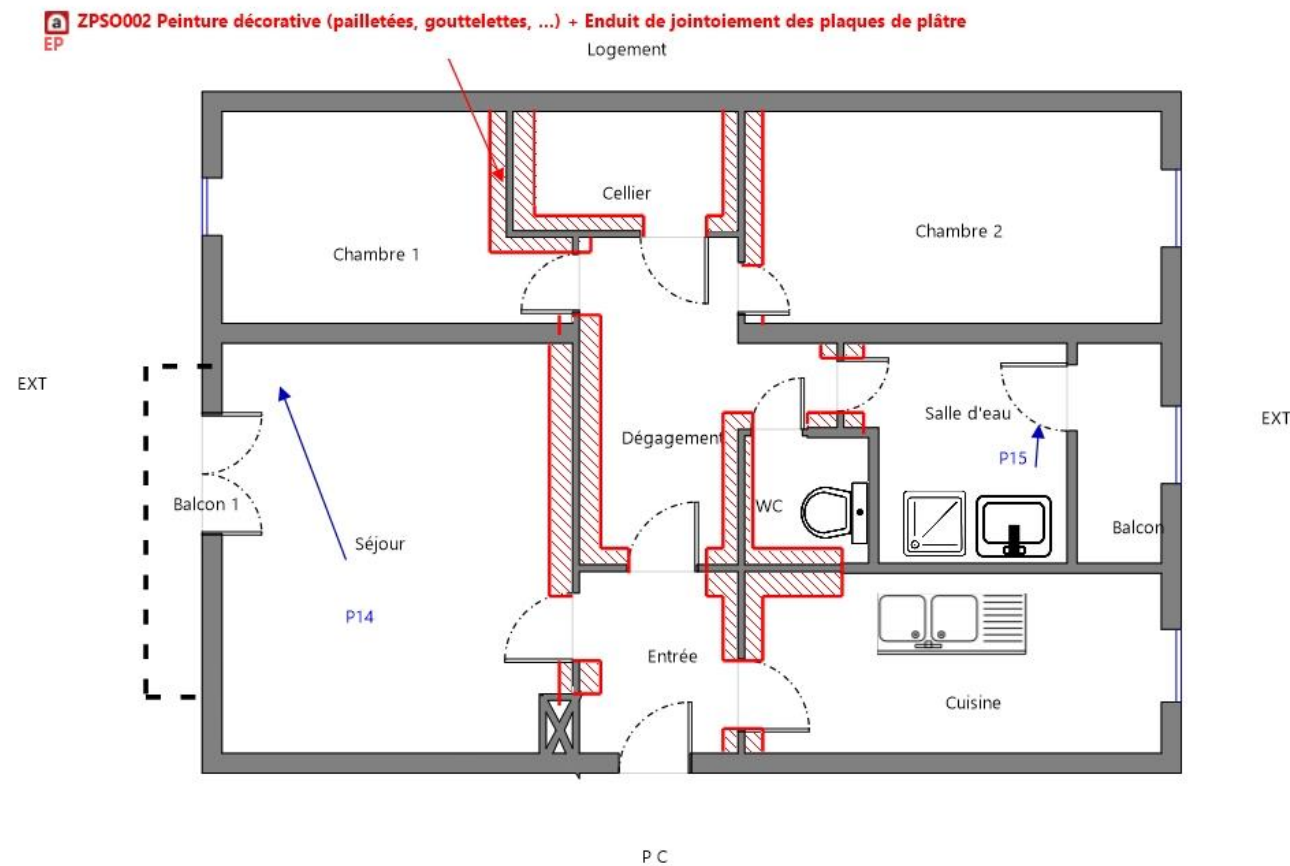 a ZPSO002 Peinture décorative (pailletées, gouttelettes, ...) + Enduit de jointoiement des plaques de plâtre
EP
Logement
Cellier
Chambre 1
Chambre 2
EXT
EXT
Salle d'eau
Dégagement
P15
Balcon 1
WC
Balcon
Séjour
P14
Entrée
Cuisine
P C